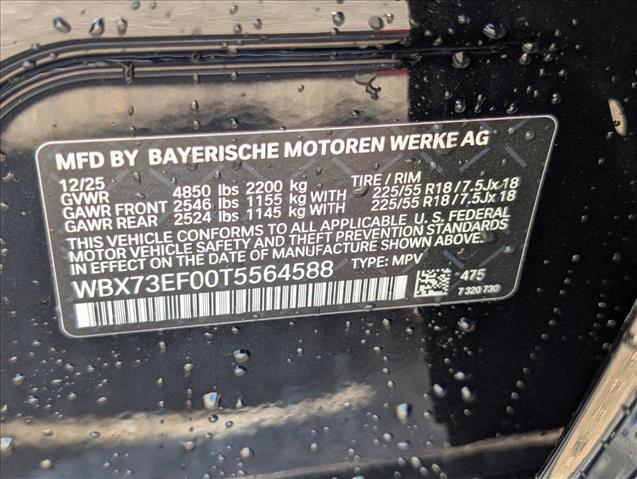 MFD BY BAYERISCHE MOTOREN WERKE AG
12/25 TIRE / RIM
GVWR 4850 lbs 2200 kg
GAWR FRONT 2546 lbs 1155 kg WITH 225/55 R18 / 7.5Jx18
GAWR REAR 2524 lbs 1145 kg WITH 225/55 R18 / 7.5Jx18
THIS VEHICLE CONFORMS TO ALL APPLICABLE U. S. FEDERAL
MOTOR VEHICLE SAFETY AND THEFT PREVENTION STANDARDS
IN EFFECT ON THE DATE OF MANUFACTURE SHOWN ABOVE.
WBX73EF00T5564588 TYPE: MPV 475
7 320 730